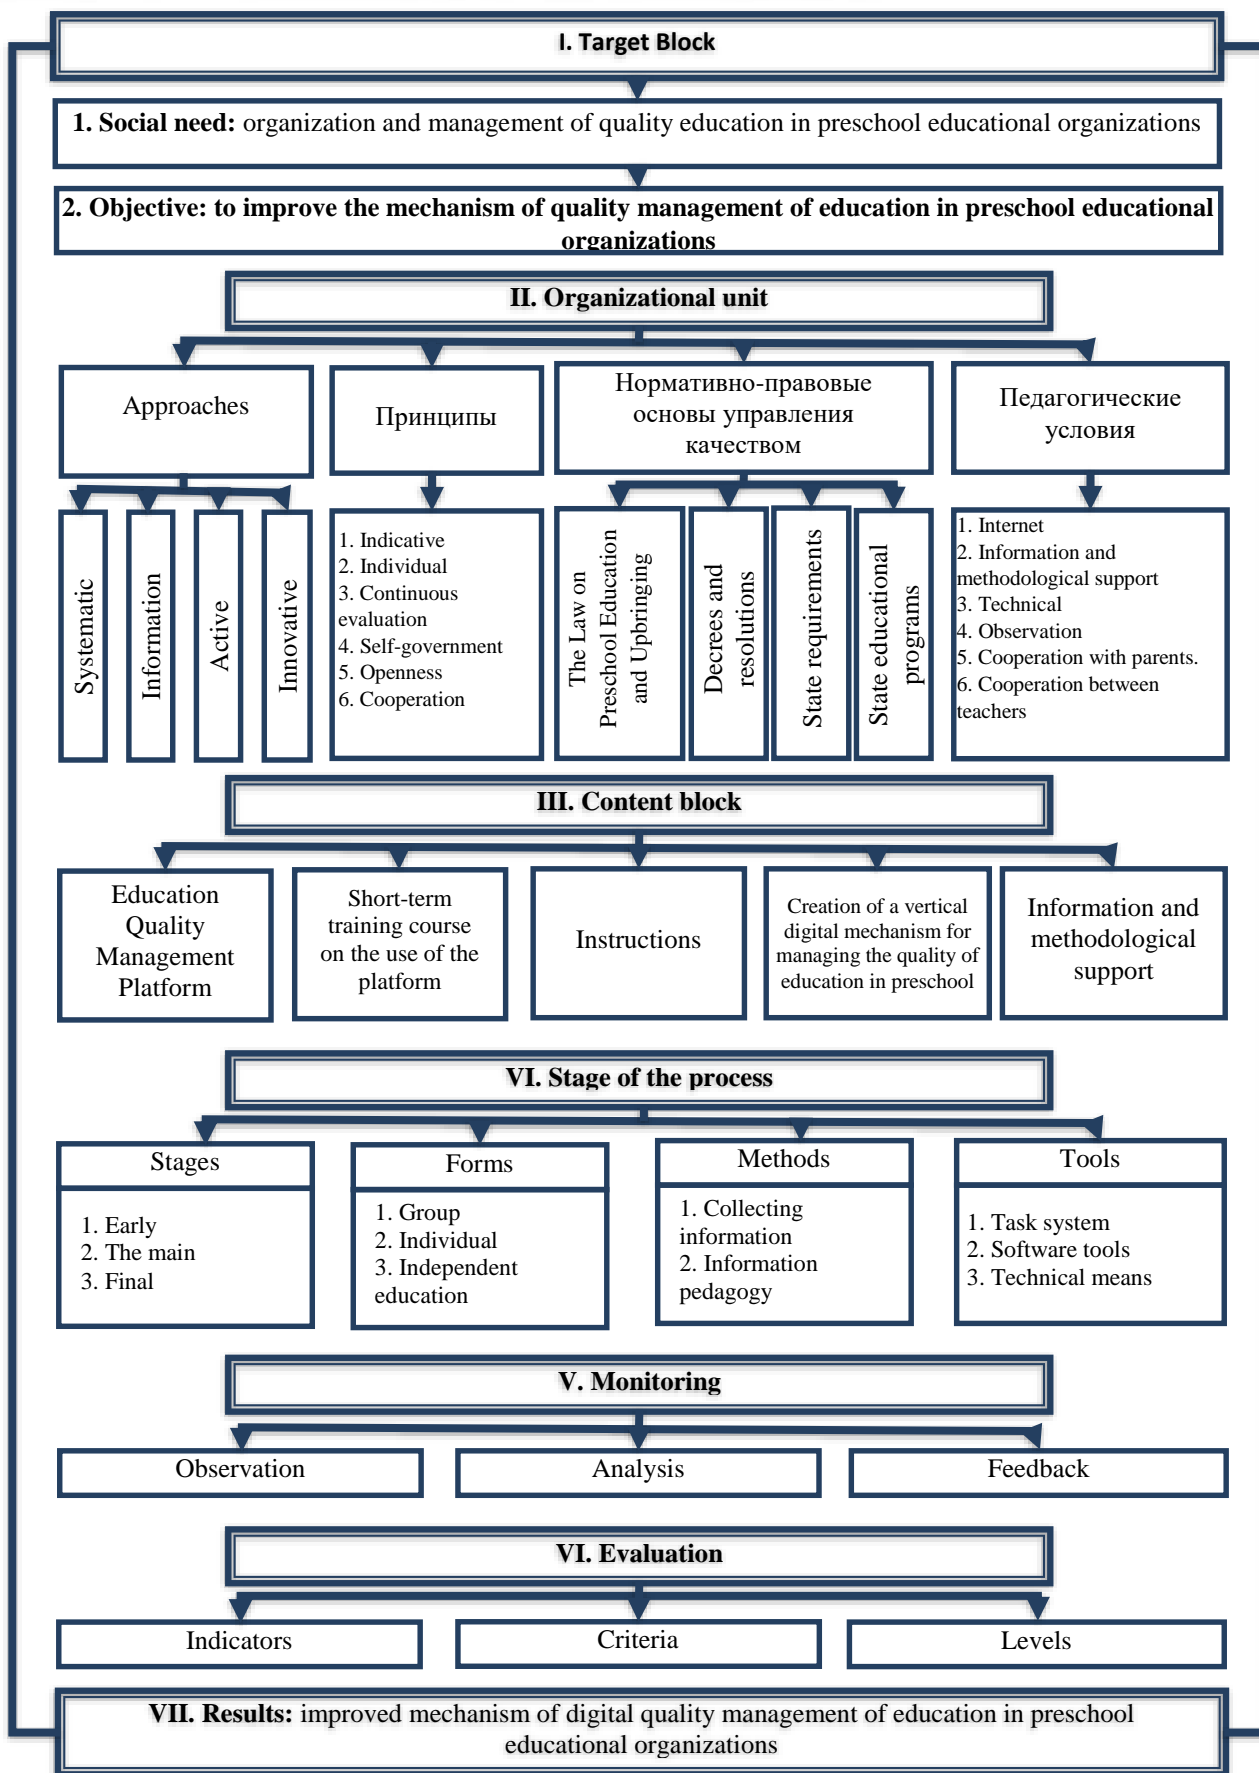 I. Target Block
1. Social need: organization and management of quality education in preschool educational organizations
2. Objective: to improve the mechanism of quality management of education in preschool educational
organizations
II. Organizational unit
Approaches
Systematic
Information
Active
Innovative
Принципы
1. Indicative
2. Individual
3. Continuous
evaluation
4. Self-government
5. Openness
6. Cooperation
Нормативно-правовые
основы управления
качеством
The Law on
Preschool Education
and Upbringing
Decrees and
resolutions
State requirements
State educational
programs
Педагогические
условия
1. Internet
2. Information and
methodological support
3. Technical
4. Observation
5. Cooperation with parents.
6. Cooperation between
teachers
III. Content block
Education
Quality
Management
Platform
Short-term
training course
on the use of the
platform
Instructions
Creation of a vertical
digital mechanism for
managing the quality of
education in preschool
Information and
methodological
support
VI. Stage of the process
Stages
1. Early
2. The main
3. Final
Forms
1. Group
2. Individual
3. Independent
education
Methods
1. Collecting
information
2. Information
pedagogy
Tools
1. Task system
2. Software tools
3. Technical means
V. Monitoring
Observation
Analysis
Feedback
VI. Evaluation
Indicators
Criteria
Levels
VII. Results: improved mechanism of digital quality management of education in preschool
educational organizations